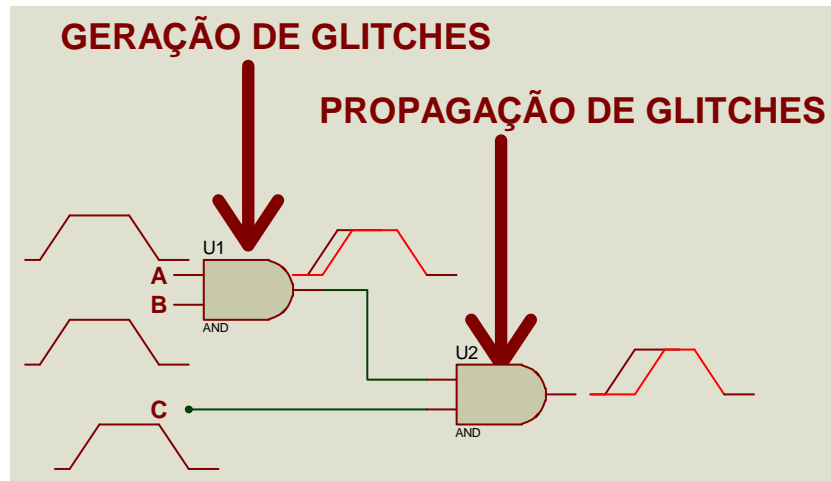 GERAÇÃO DE GLITCHES
PROPAGAÇÃO DE GLITCHES
U1
A
B
AND
U2
C
AND